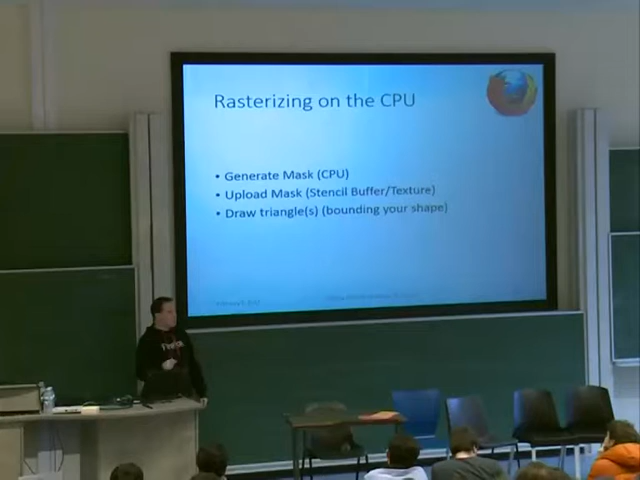 Rasterizing on the CPU
• Generate Mask (CPU)
• Upload Mask (Stencil Buffer/Texture)
• Draw triangle(s) (bounding your shape)